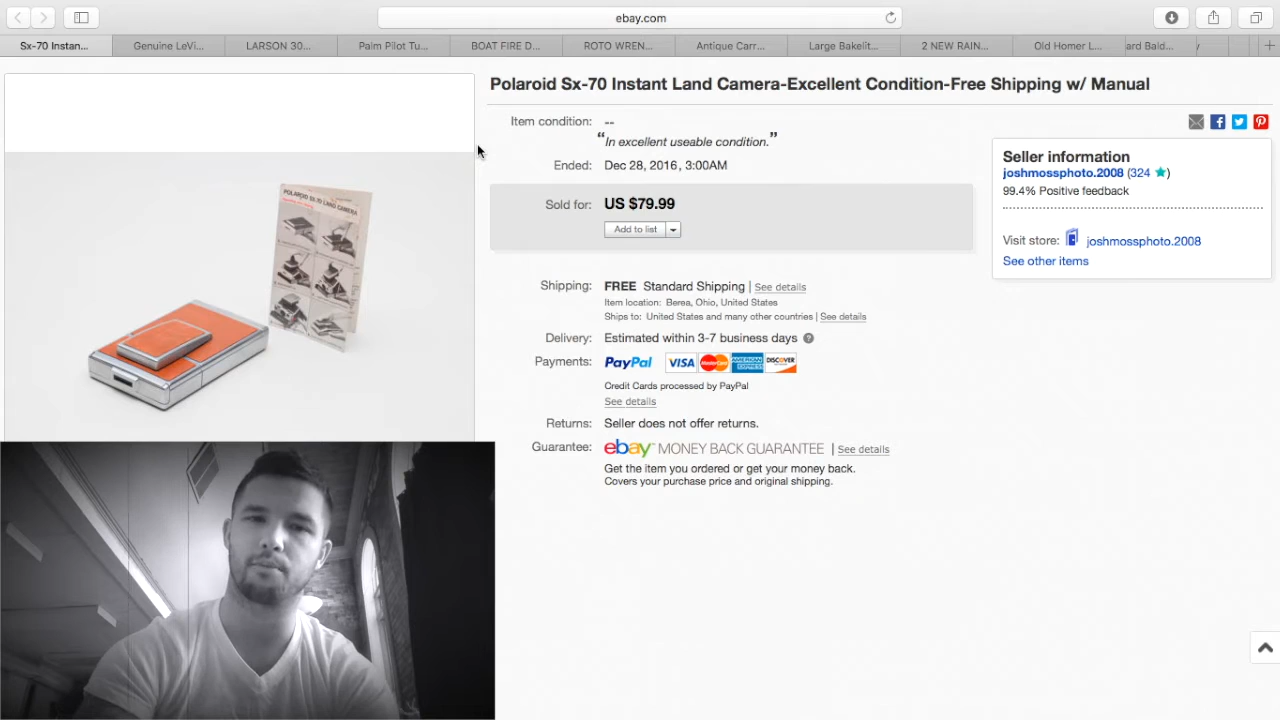 ebay.com
Sx-70 Instan...
Genuine LeVi...
LARSON 30...
Palm Pilot Tu...
BOAT FIRE D...
ROTO WREN...
Antique Carr...
Large Bakelit...
2 NEW RAIN...
Old Homer L...
ard Bald...
Polaroid Sx-70 Instant Land Camera-Excellent Condition-Free Shipping w/ Manual
Item condition: --
“In excellent useable condition.”
Ended: Dec 28, 2016, 3:00AM
Sold for: US $79.99
Add to list
Shipping: FREE Standard Shipping | See details
Item location: Berea, Ohio, United States
Ships to: United States and many other countries | See details
Delivery: Estimated within 3-7 business days
Payments: PayPal VISA MasterCard AMERICAN EXPRESS DISCOVER
Credit Cards processed by PayPal
See details
Returns: Seller does not offer returns.
Guarantee: ebay MONEY BACK GUARANTEE | See details
Get the item you ordered or get your money back.
Covers your purchase price and original shipping.
Seller information
joshmossphoto.2008 (324)
99.4% Positive feedback
Visit store: joshmossphoto.2008
See other items
POLAROID SX-70 LAND CAMERA